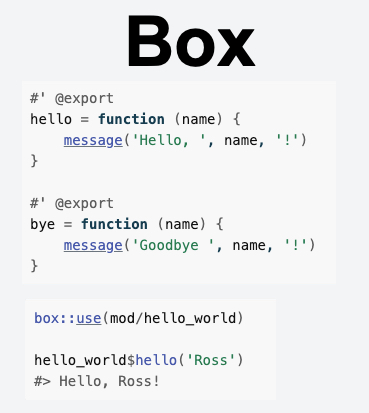 Box
#' @export
hello = function (name) {
    message('Hello, ', name, '!')
}
#' @export
bye = function (name) {
    message('Goodbye ', name, '!')
}
box::use(mod/hello_world)
hello_world$hello('Ross')
#> Hello, Ross!